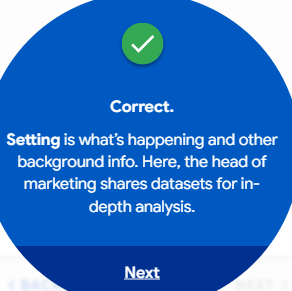 Correct.
Setting is what's happening and other
background info. Here, the head of
marketing shares datasets for in-
depth analysis.
Next